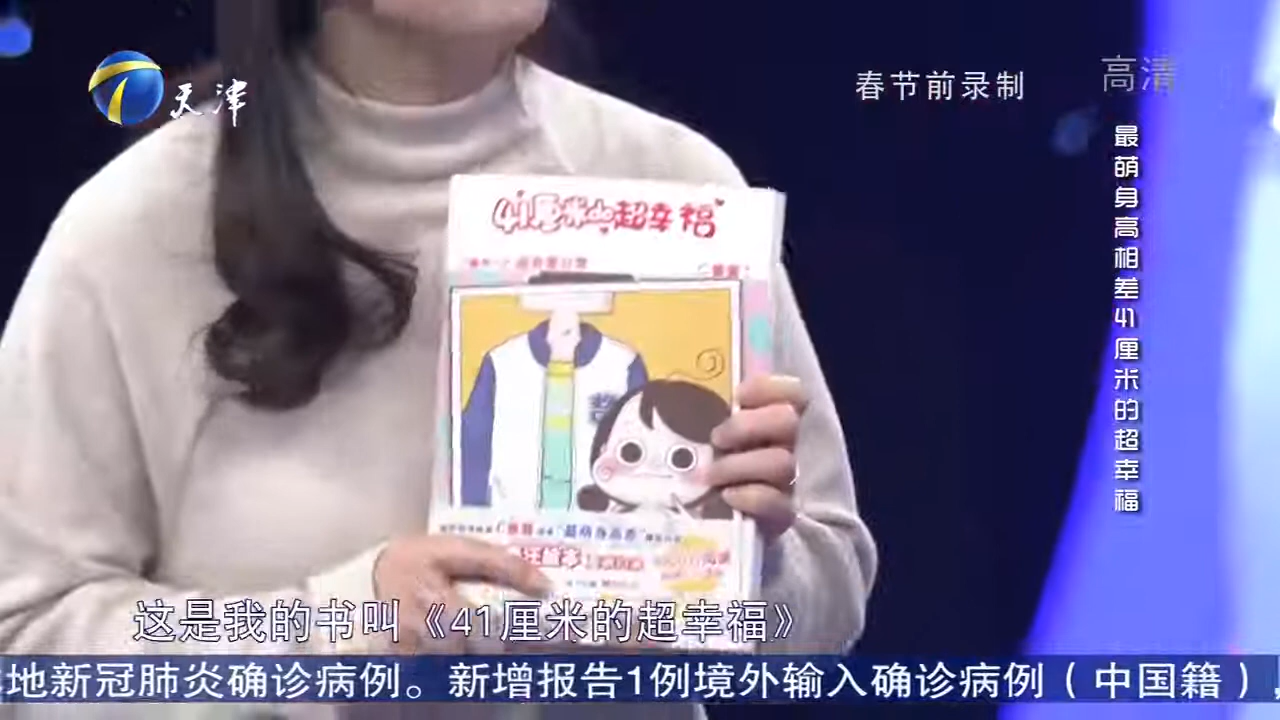 天津
春节前录制
高清
最萌身高相差41厘米的超幸福
41厘米de超幸福
这是我的书叫《41厘米的超幸福》
地新冠肺炎确诊病例。新增报告1例境外输入确诊病例（中国籍）